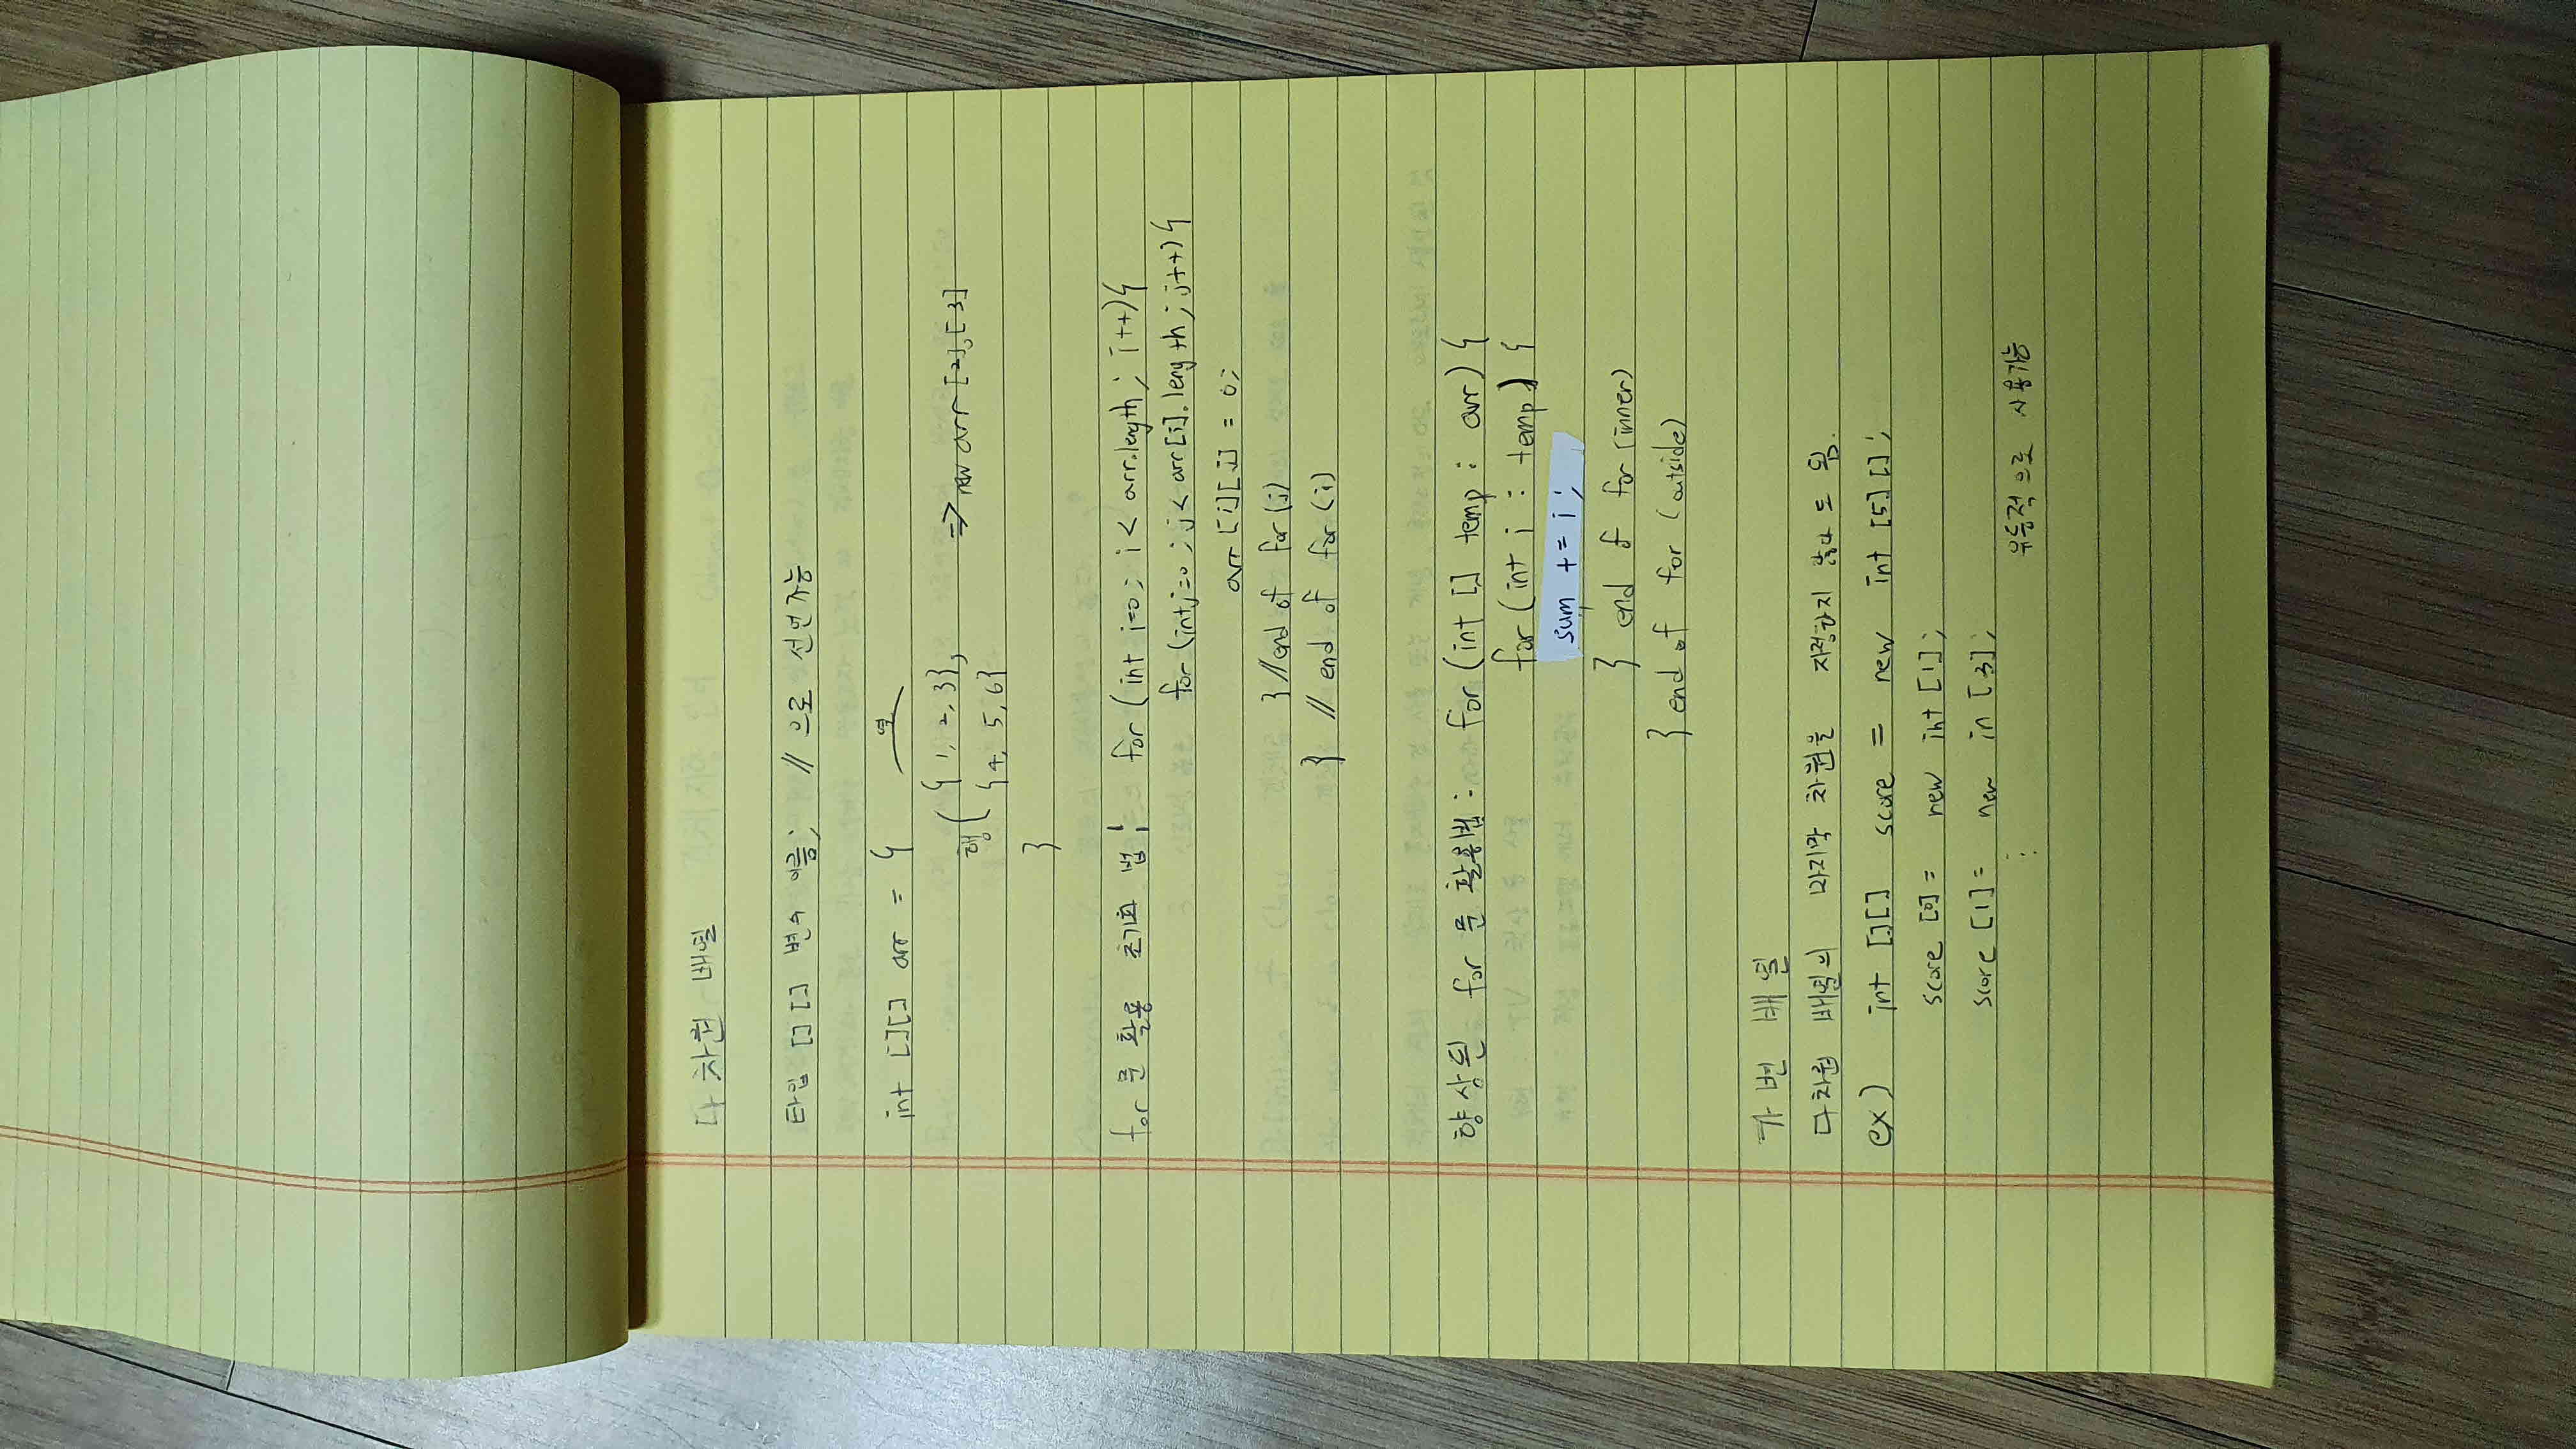 다차원 배열
타입 [][] 변수 이름; // 으로 선언가능
int [][] arr = {
열
행 { 1, 2, 3}, => new arr [2], [3]
{4, 5, 6}
}
for 문 활용 초기화 법: for (int i=0; i < arr.length; i++){
for (int j=0; j < arr[i].length; j++){
arr [i][j] = 0;
} //end of for (j)
} // end of for (i)
향상된 for 문 활용법: for (int [] temp : arr) {
for (int i : temp) {
sum += i;
} end of for (inner)
} end of for (outside)
가변 배열
다차원 배열의 마지막 차원을 지정하지 않아도 됨.
ex) int [][] score = new int [5][];
score [0] = new int [1];
score [1] = new in [3];
⋮
유동적으로 사용가능